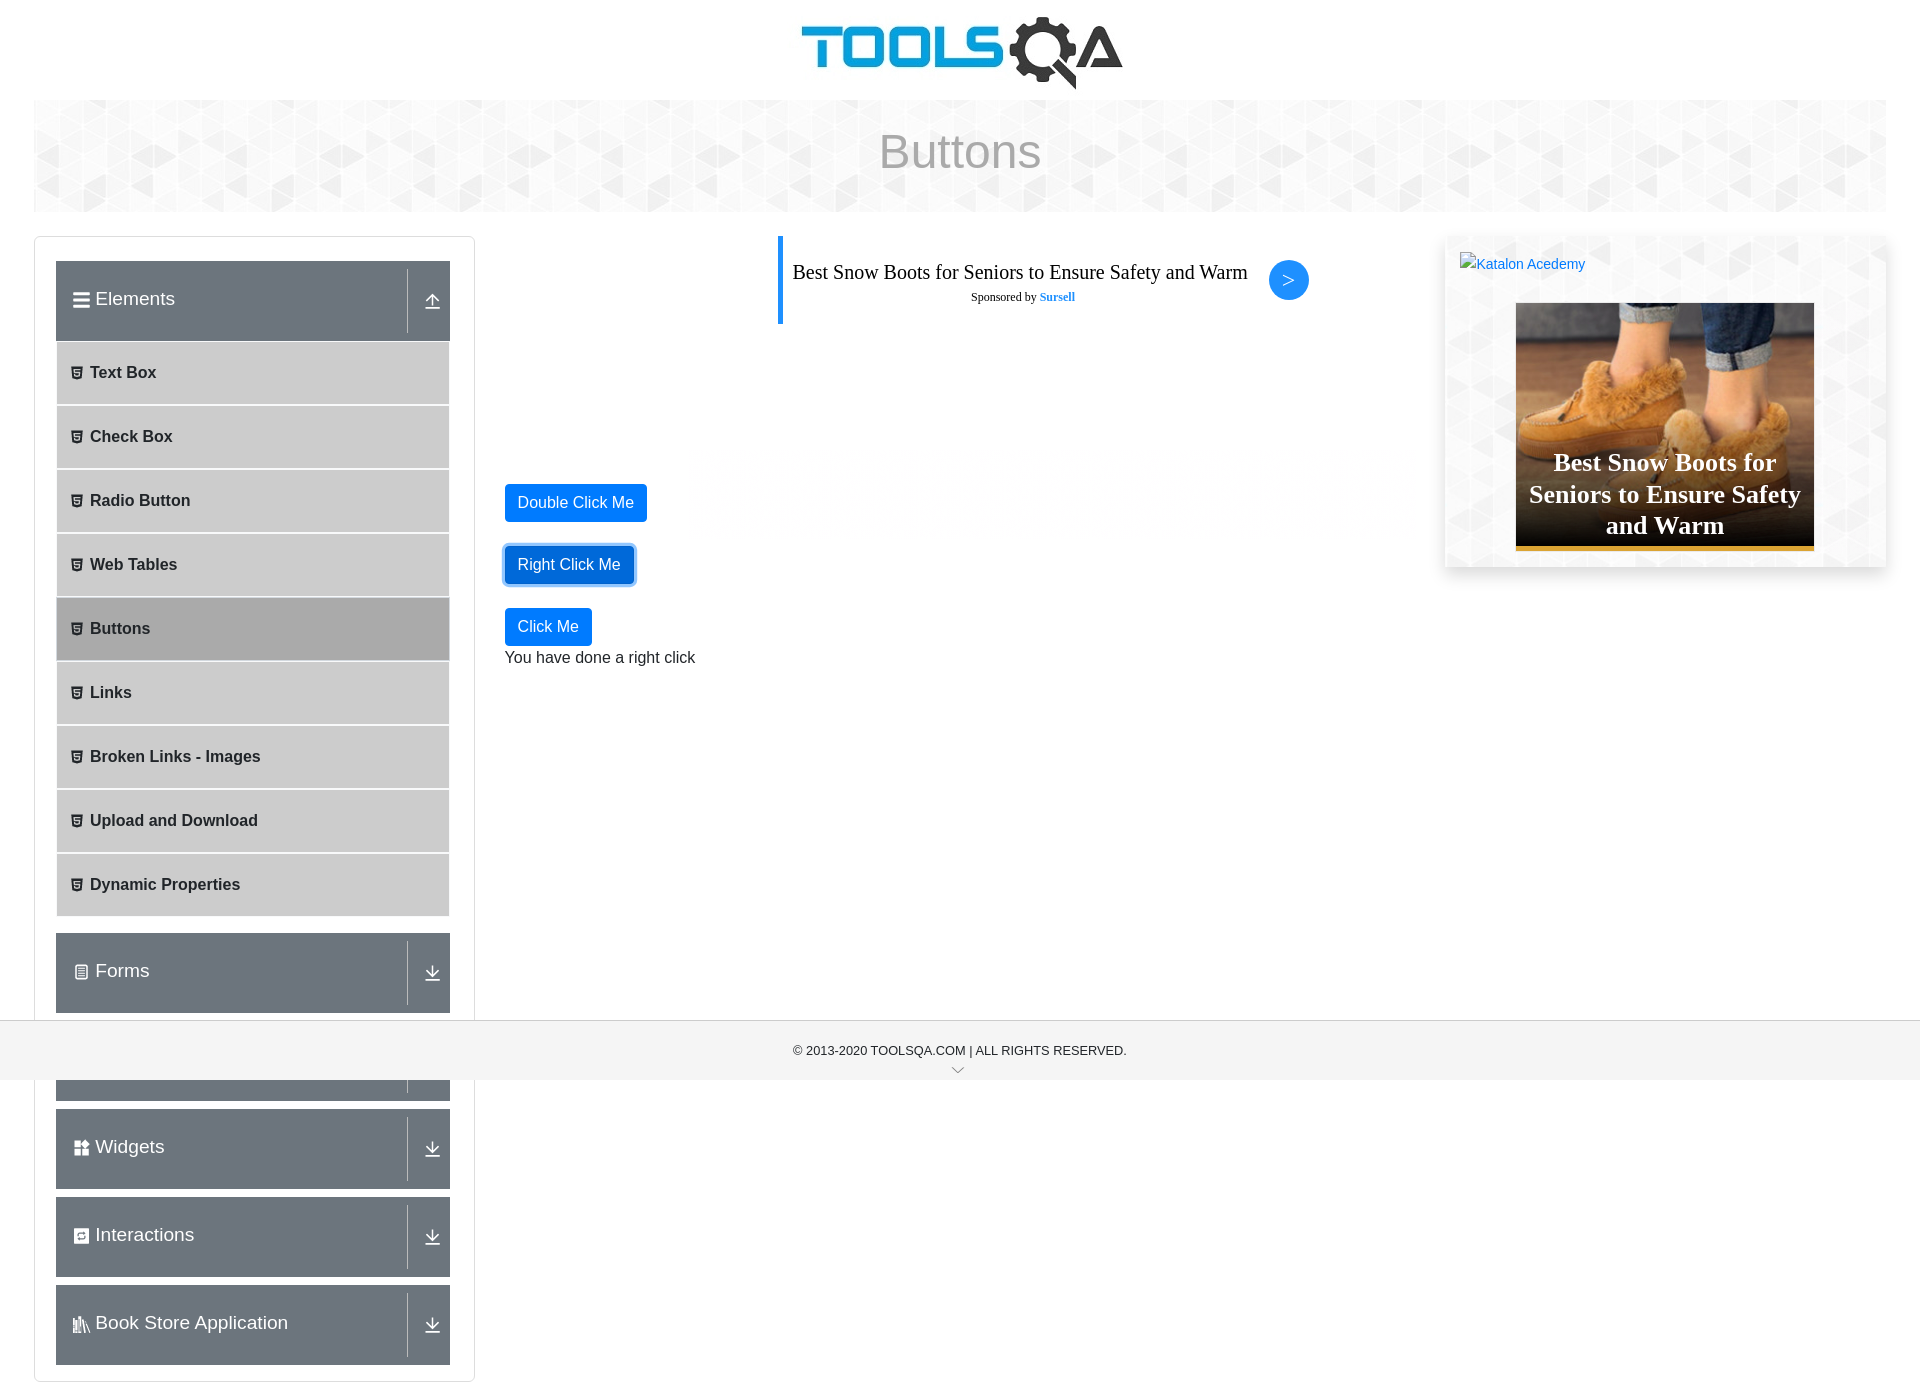 TOOLSQA
Buttons
Elements
Text Box
Check Box
Radio Button
Web Tables
Buttons
Links
Broken Links - Images
Upload and Download
Dynamic Properties
Forms
Widgets
Interactions
Book Store Application
Best Snow Boots for Seniors to Ensure Safety and Warm
Sponsored by Sursell
>
Double Click Me
Right Click Me
Click Me
You have done a right click
Katalon Acedemy
Best Snow Boots for
Seniors to Ensure Safety
and Warm
© 2013-2020 TOOLSQA.COM | ALL RIGHTS RESERVED.